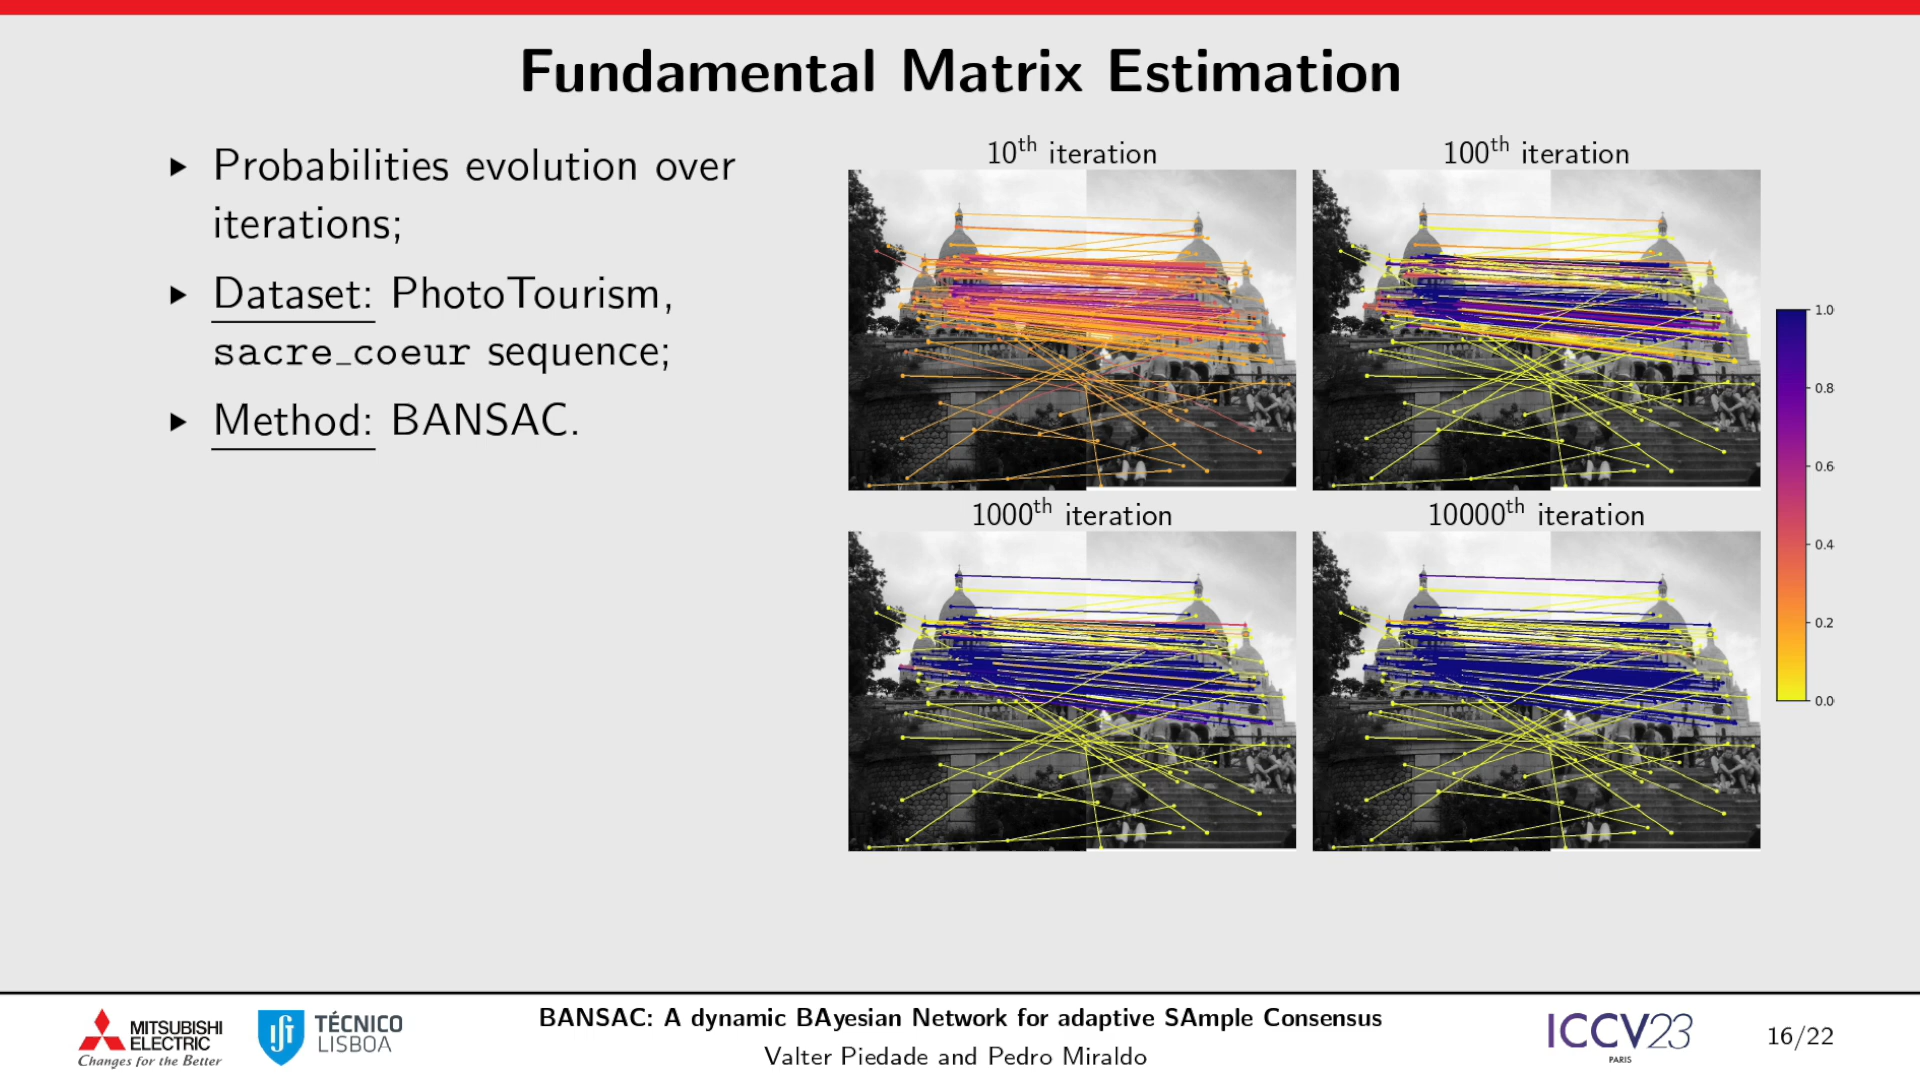 Fundamental Matrix Estimation
▸ Probabilities evolution over
iterations;
▸ Dataset: PhotoTourism,
sacre_coeur sequence;
▸ Method: BANSAC.
10th iteration
100th iteration
1000th iteration
10000th iteration
1.0
0.8
0.6
0.4
0.2
0.0
MITSUBISHI
ELECTRIC
Changes for the Better
TÉCNICO
LISBOA
BANSAC: A dynamic BAyesian Network for adaptive SAmple Consensus
Valter Piedade and Pedro Miraldo
ICCV23
PARIS
16/22